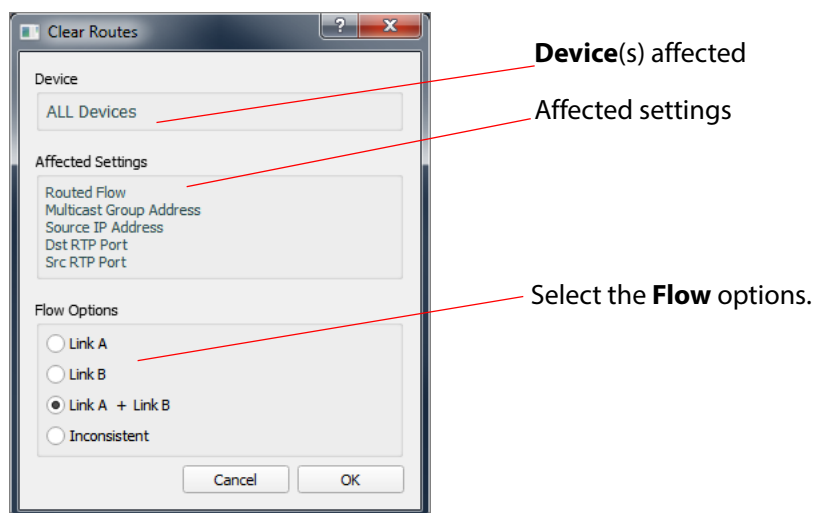 Clear Routes
?
X
Device
ALL Devices
Affected Settings
Routed Flow
Multicast Group Address
Source IP Address
Dst RTP Port
Src RTP Port
Flow Options
Link A
Link B
Link A + Link B
Inconsistent
Cancel
OK
Device(s) affected
Affected settings
Select the Flow options.